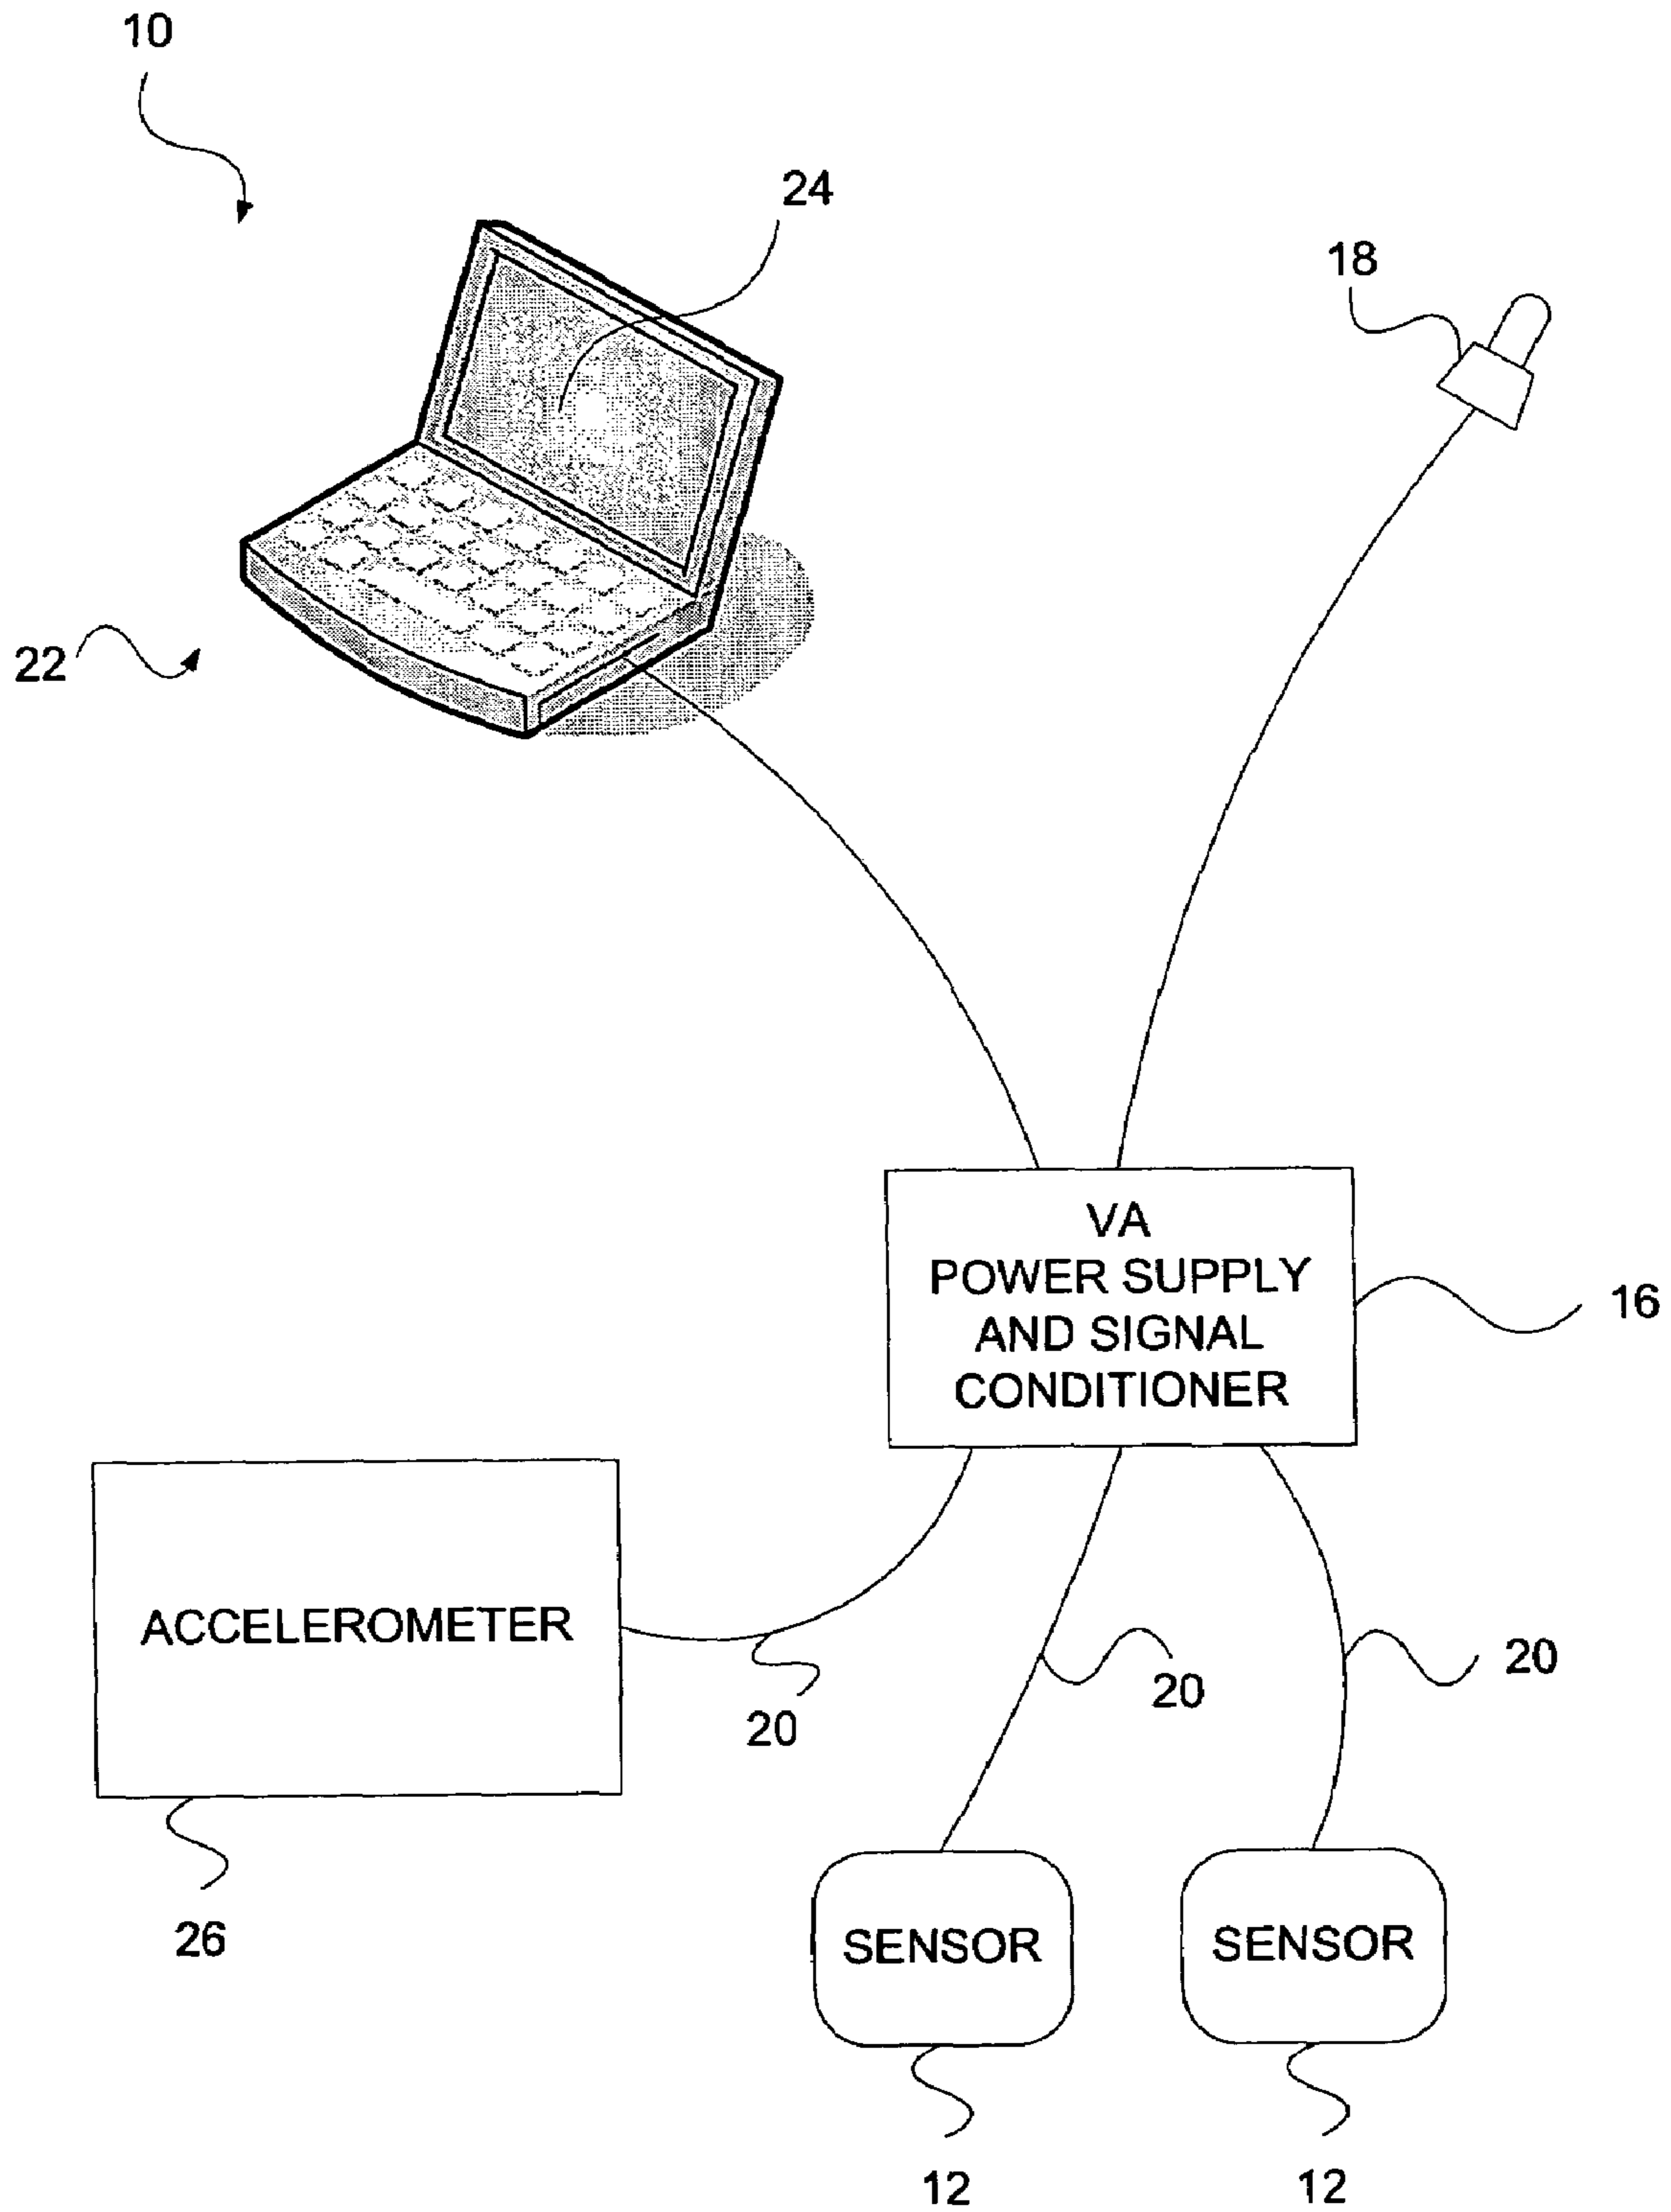 10
24
18
22
VA
POWER SUPPLY
AND SIGNAL
CONDITIONER
16
ACCELEROMETER
20
20
20
26
SENSOR
SENSOR
12
12